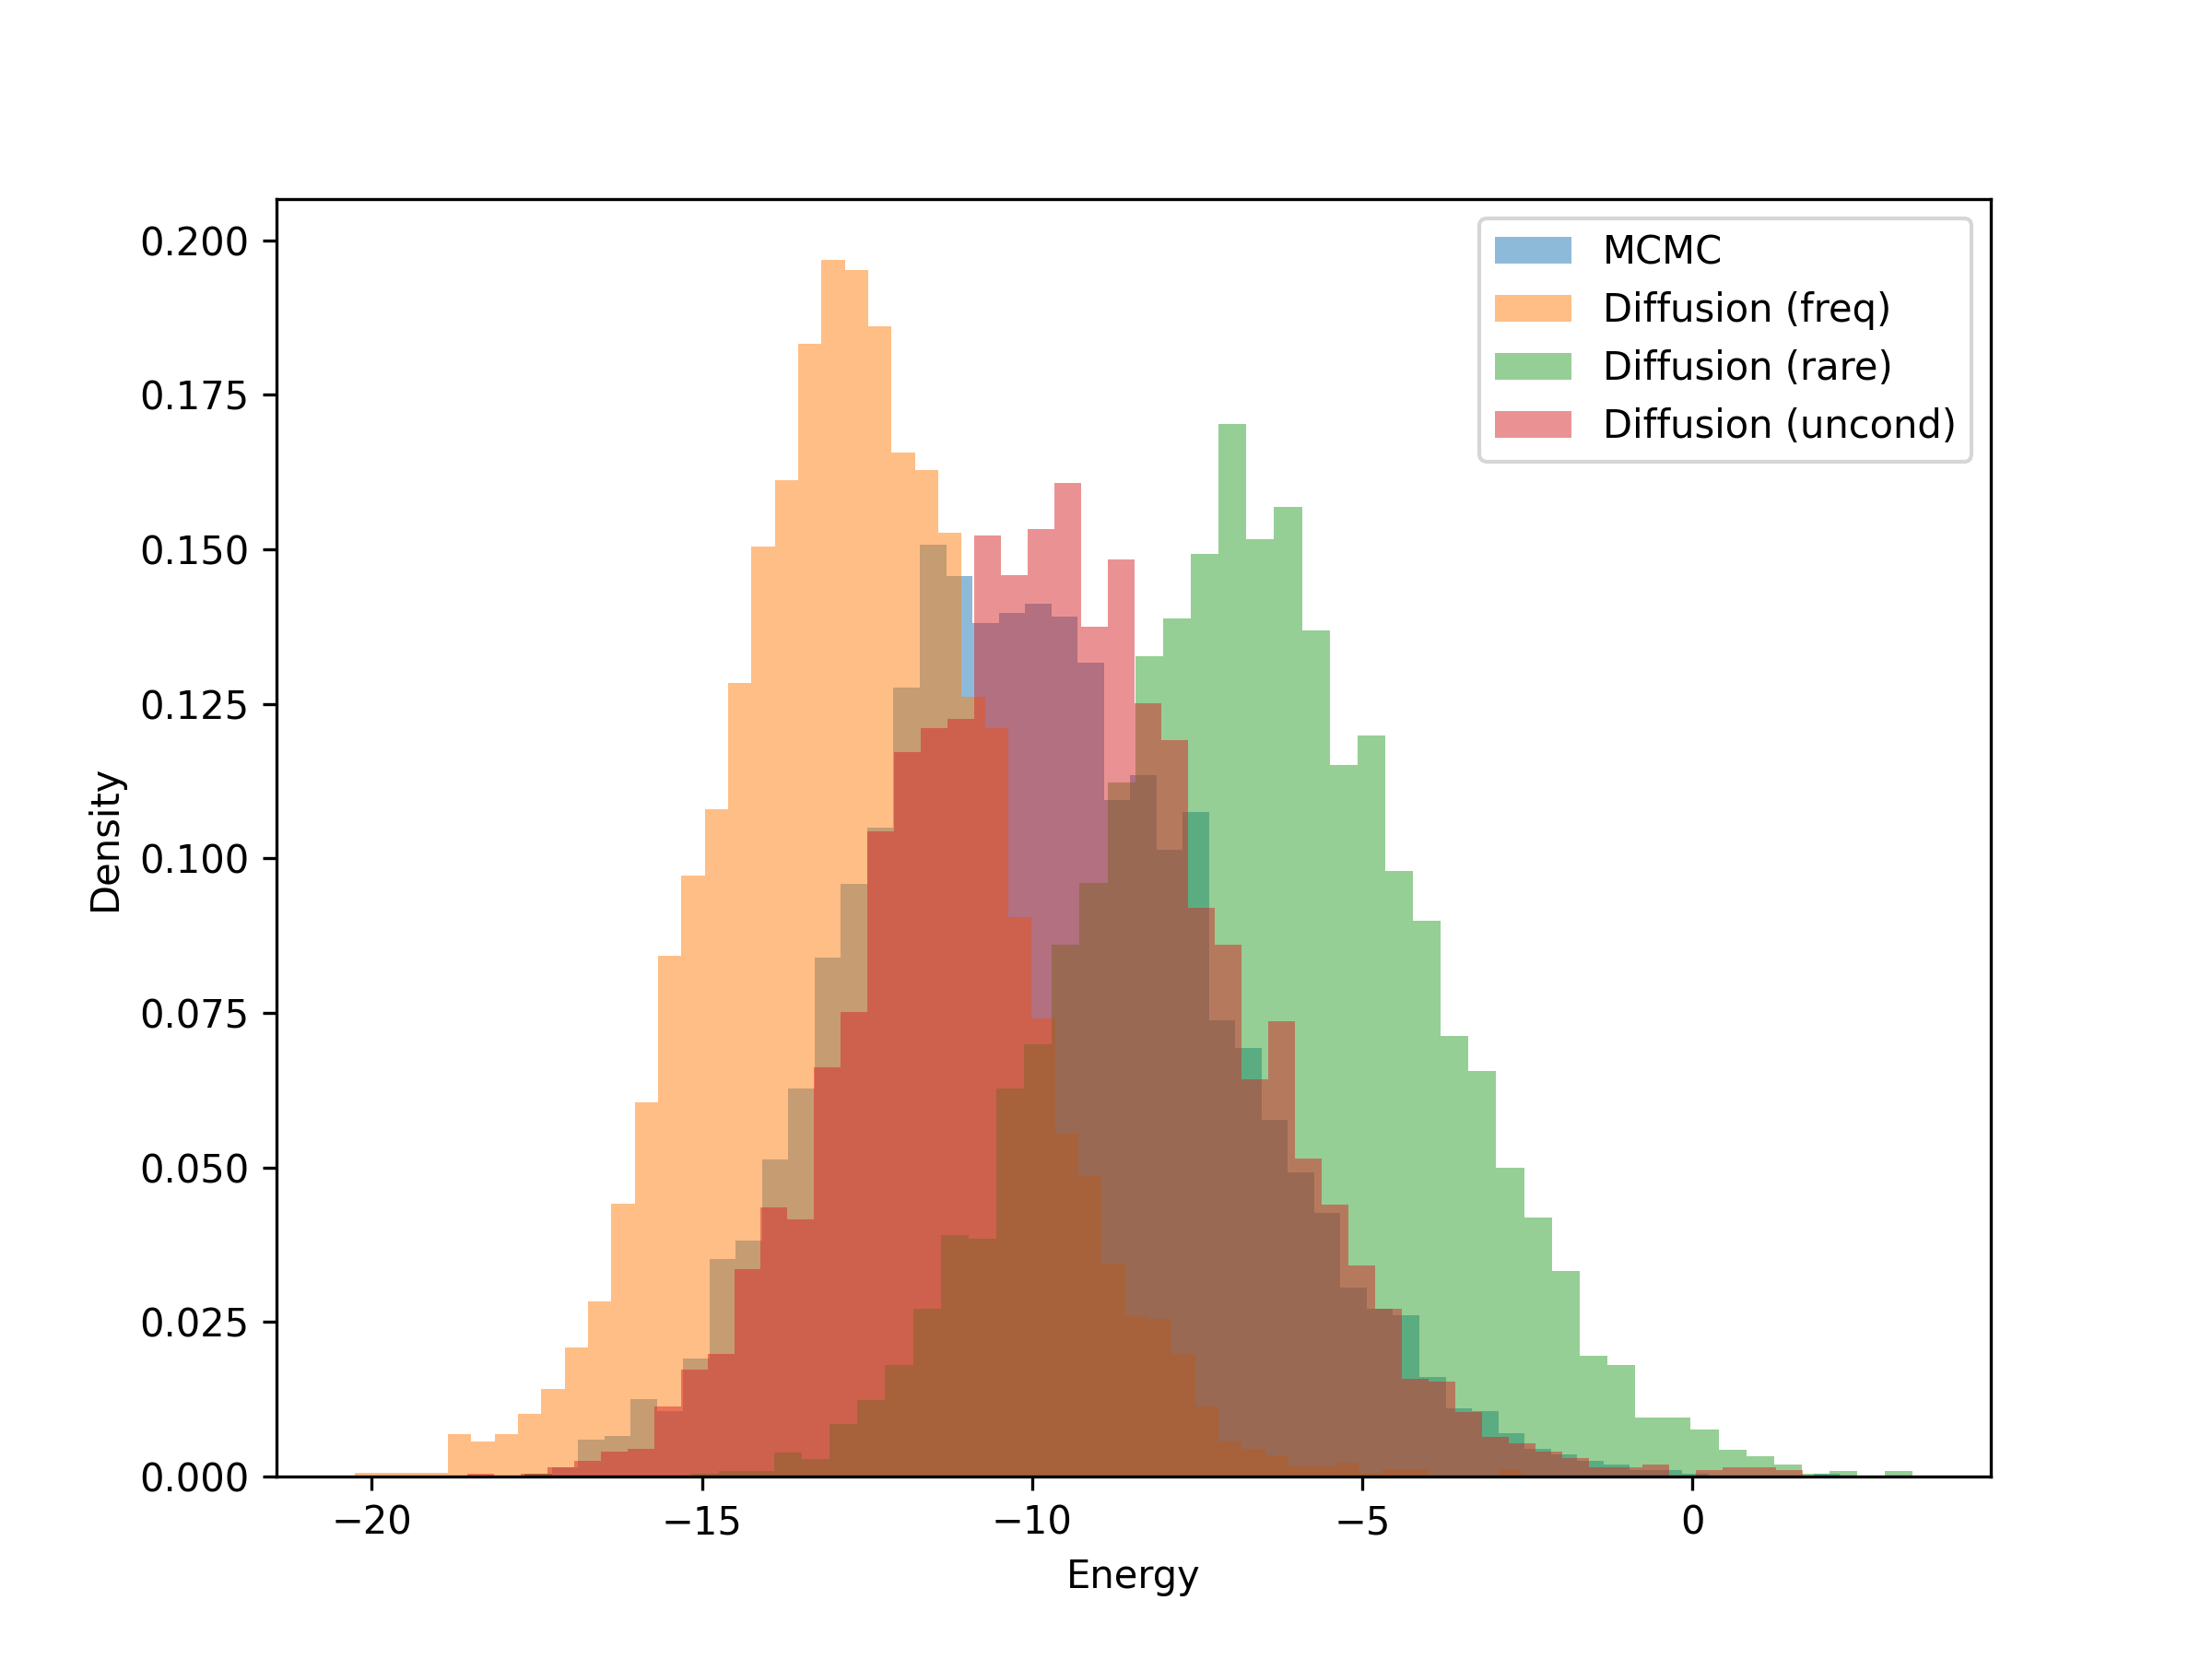 MCMC
Diffusion (freq)
Diffusion (rare)
Diffusion (uncond)
0.200
0.175
0.150
0.125
0.100
0.075
0.050
0.025
0.000
Density
−20
−15
−10
−5
0
Energy